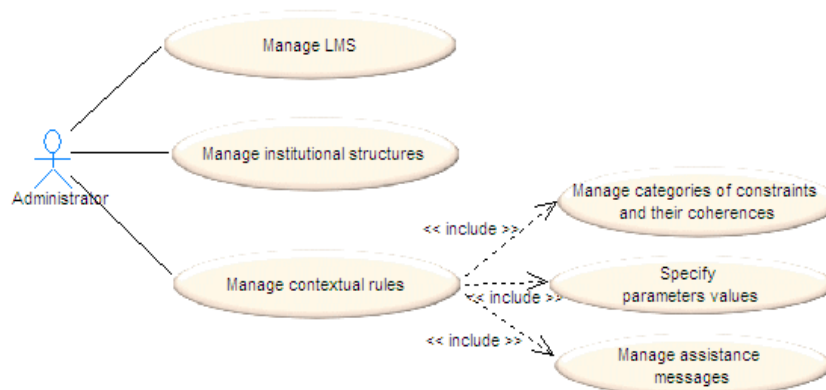 Manage LMS
Manage institutional structures
Administrator
Manage categories of constraints
and their coherences
<< include >>
Manage contextual rules
Specify
parameters values
<< include >>
<< include >>
Manage assistance
messages